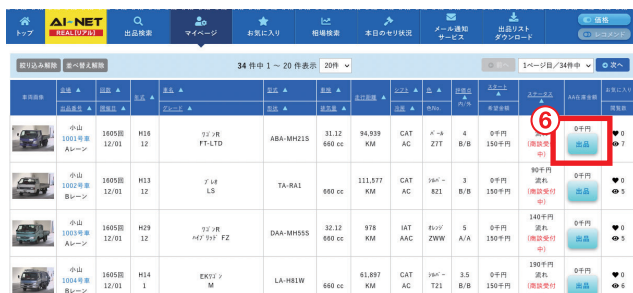 トップ
AI-NET
REAL[リアル]
出品検索
マイページ
お気に入り
相場検索
本日のセリ状況
メール通知
サービス
出品リスト
ダウンロード
価格
レコメンド
絞り込み解除 並べ替え解除
34 件中 1 ～ 20 件表示 20件
1ページ目/34件中 次へ
車両画像
会場 ▲ 回数 ▲ 年式 ▲ 車名 ▲ 型式 ▲ 車検 ▲ 走行距離 シフト ▲ 色 ▲ 評価点 ▲ スタート ステータス AA在庫金額 お気に入り
出品番号 ▲ 開催日 ▲ グレード ▲ 排気量 ▲ 色No. 内/外 希望金額 閲覧数
⑥
小山 1001号車 Aレーン
1605回 12/01
H16 12
ワゴンR FT-LTD
ABA-MH21S
31.12 660 cc
94,939 KM
CAT AC
Z7T
4 B/B
0千円 150千円
流れ (商談受付中)
0千円 出品
0 7
小山 1002号車 Bレーン
1605回 12/01
H13 12
LS
TA-RA1
660 cc
111,577 KM
CAT AC
シルバー 821
3 B/B
0千円 150千円
90千円 流れ (商談受付中)
0千円 出品
0 5
小山 1003号車 Aレーン
1605回 12/01
H29 12
ワゴンR ハイブリッド FZ
DAA-MH55S
32.12 660 cc
978 KM
IAT AAC
オレンジ ZWW
5 A/A
0千円 150千円
140千円 流れ (商談受付中)
0千円 出品
0 5
小山 1004号車 Bレーン
1605回 12/01
H14 1
EKワゴン M
LA-H81W
660 cc
61,897 KM
CAT AC
シルバー T21
3.5 B/B
0千円 150千円
190千円 流れ (商談受付中)
0千円 出品
0 6